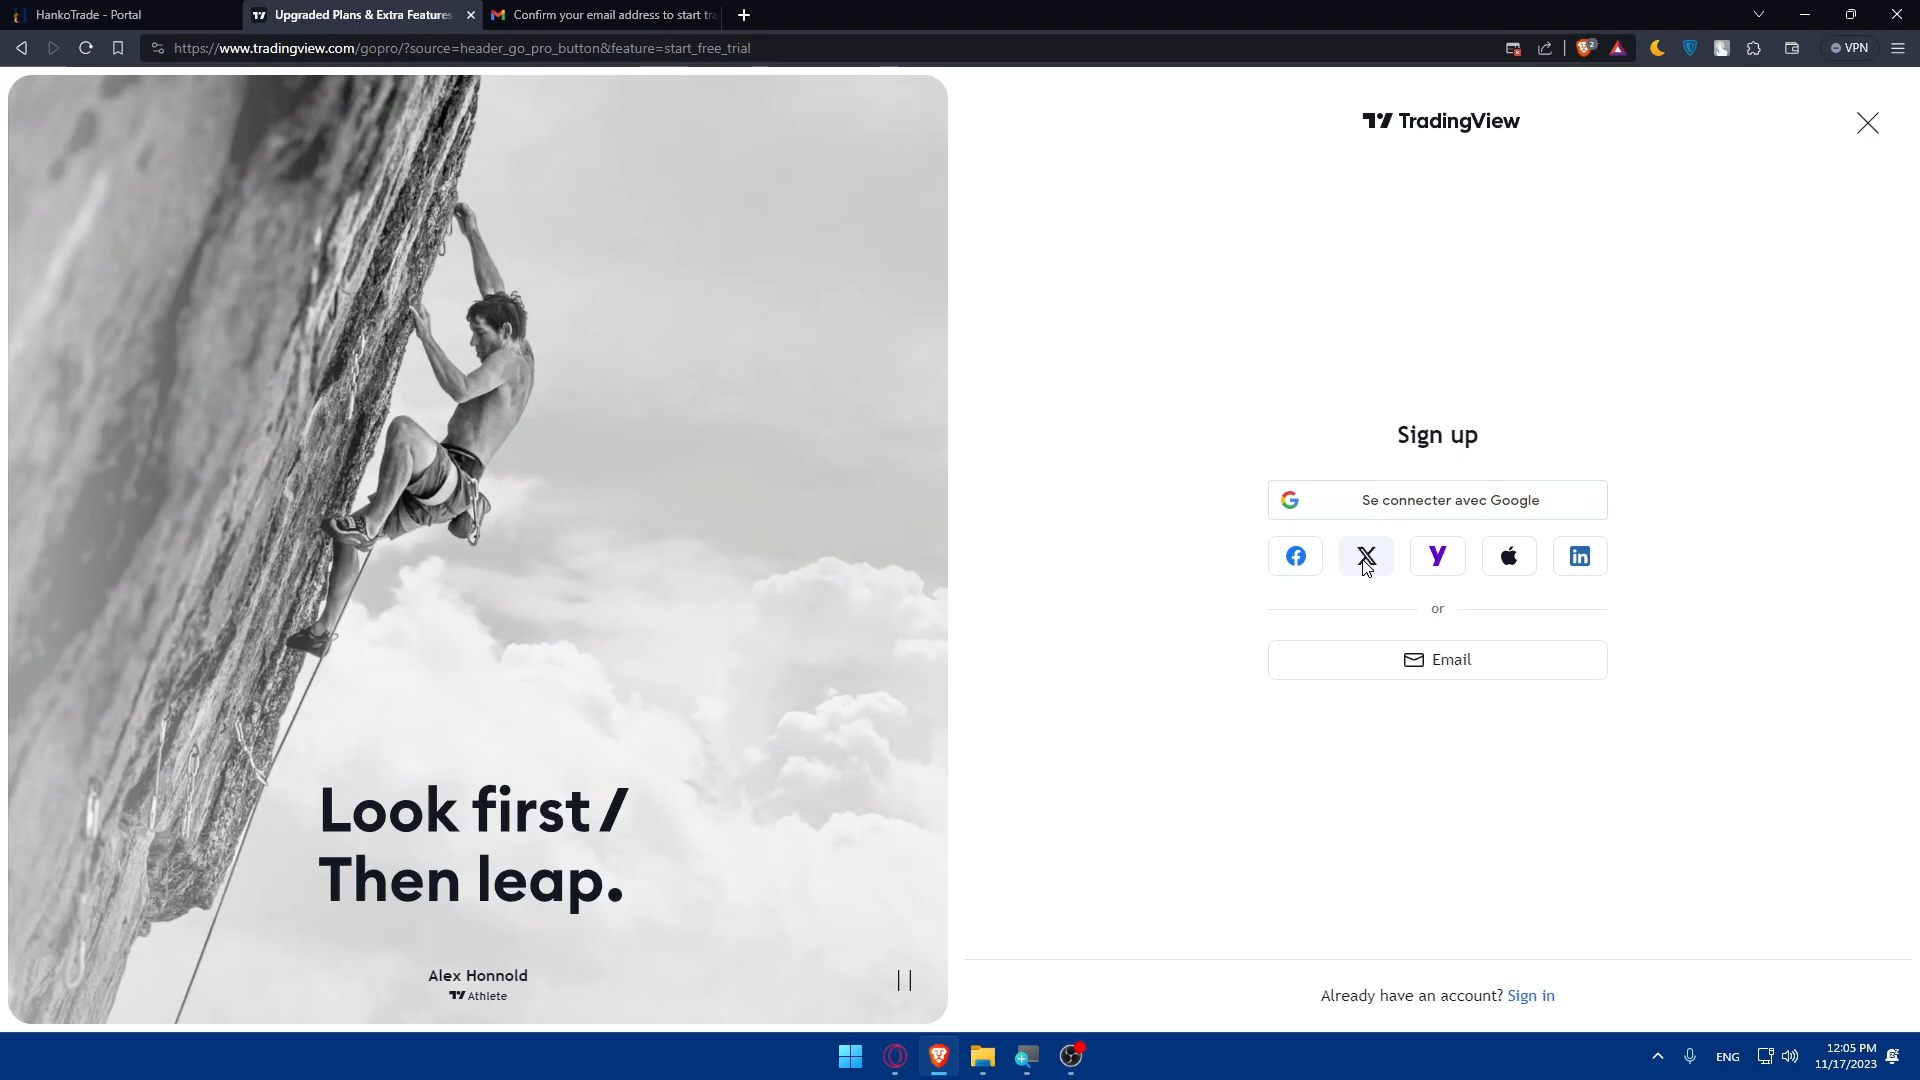 HankoTrade - Portal
Upgraded Plans & Extra Features
Confirm your email address to start tra
https://www.tradingview.com/gopro/?source=header_go_pro_button&feature=start_free_trial
2
VPN
TradingView
Sign up
Se connecter avec Google
or
Email
Look first/
Then leap.
Alex Honnold
Athlete
Already have an account? Sign in
ENG
12:05 PM
11/17/2023